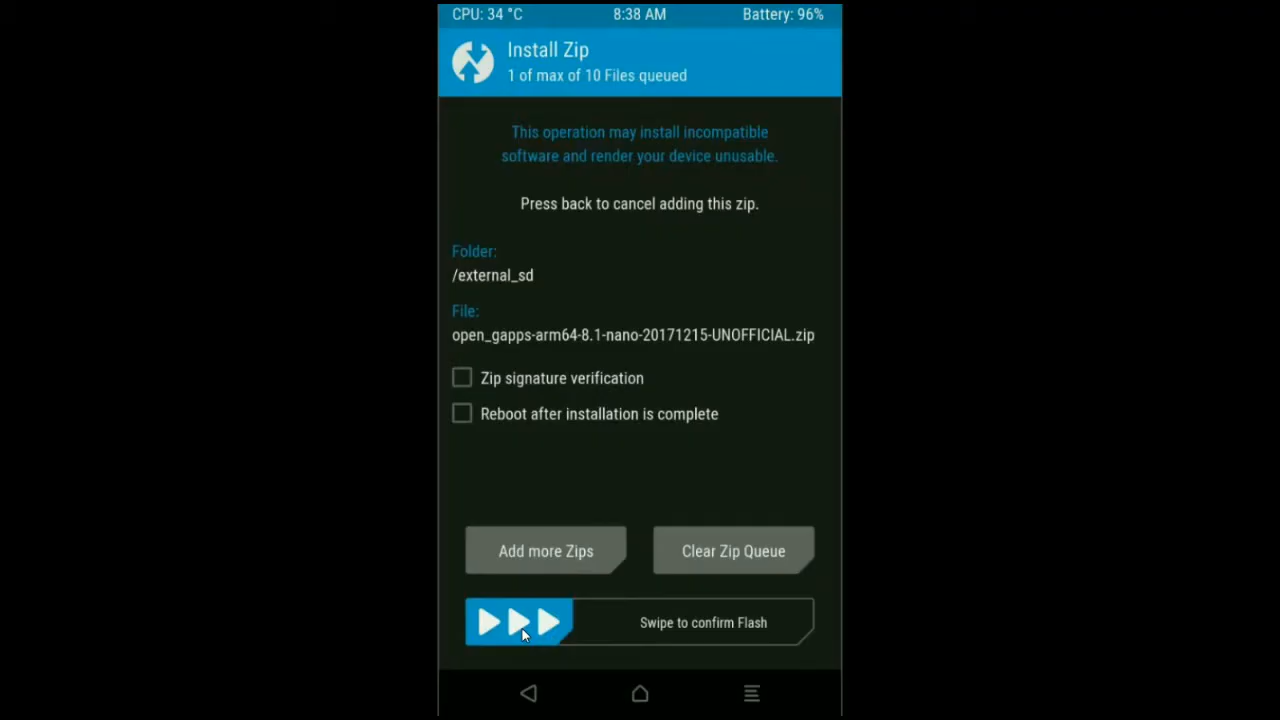 CPU: 34 °C 8:38 AM Battery: 96%
Install Zip
1 of max of 10 Files queued
This operation may install incompatible
software and render your device unusable.
Press back to cancel adding this zip.
Folder:
/external_sd
File:
open_gapps-arm64-8.1-nano-20171215-UNOFFICIAL.zip
Zip signature verification
Reboot after installation is complete
Add more Zips Clear Zip Queue
Swipe to confirm Flash